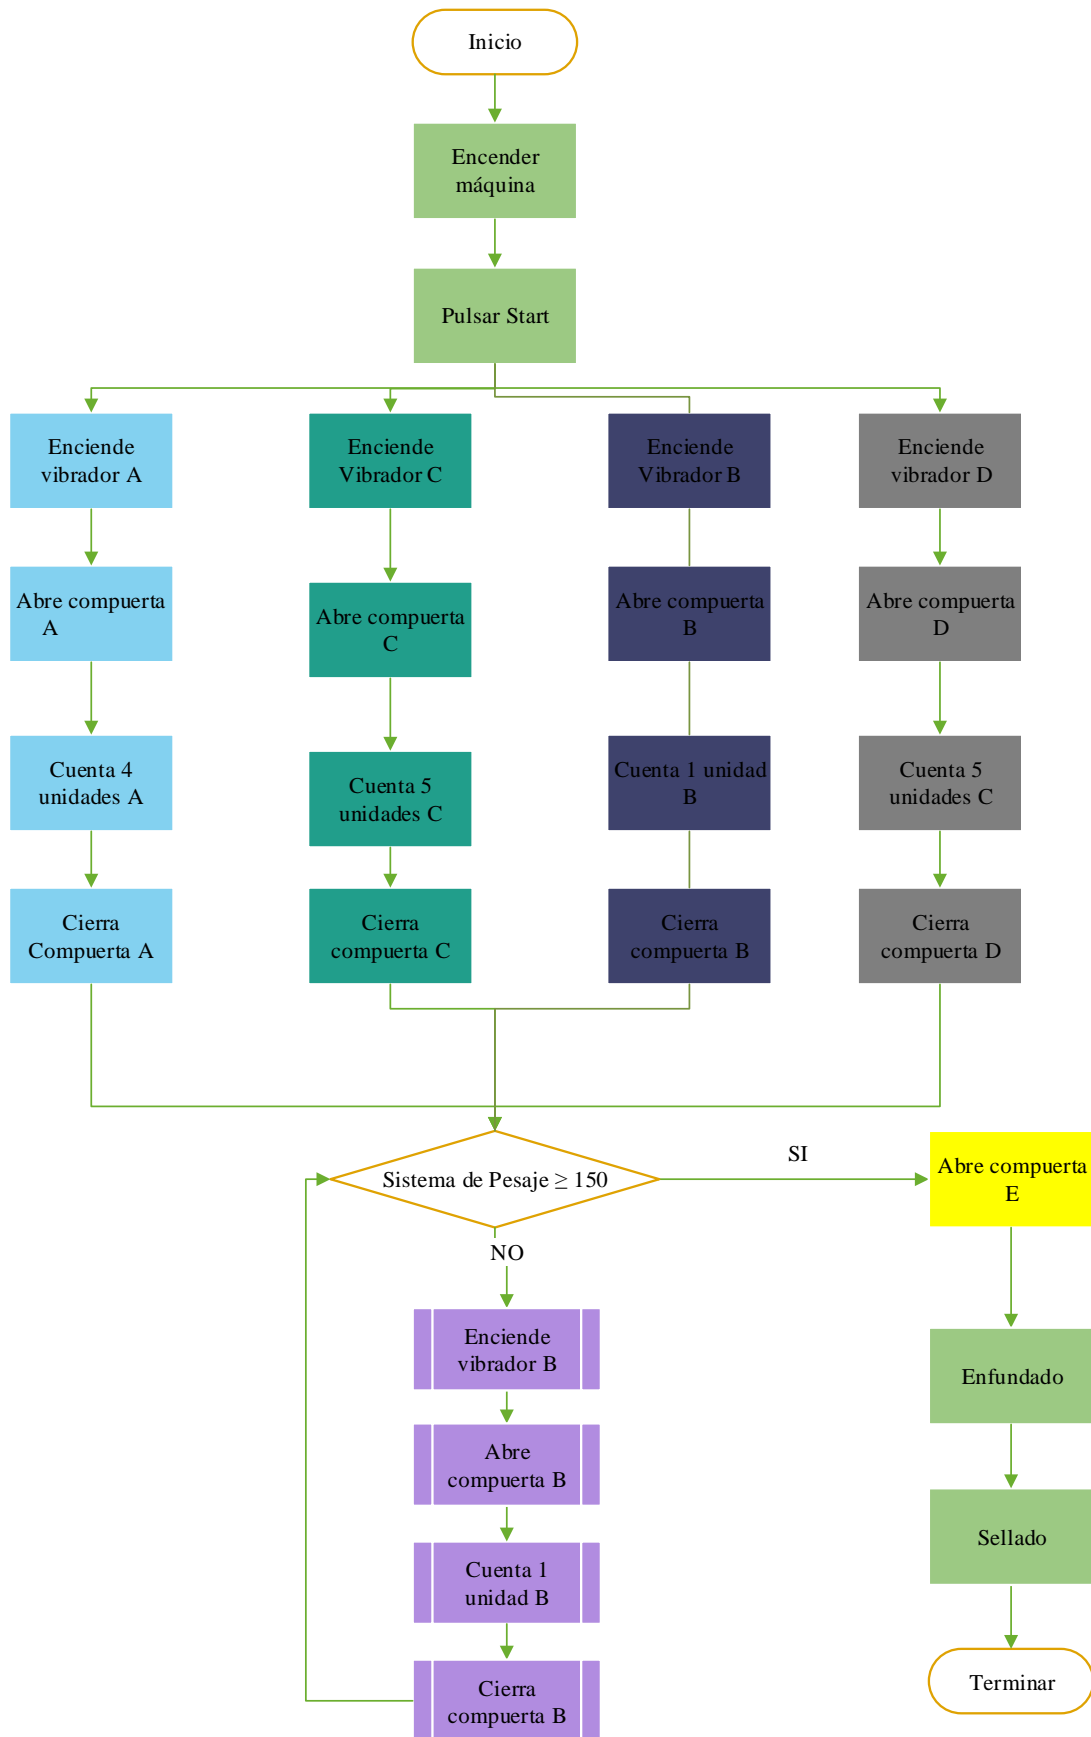 Inicio
Encender
máquina
Pulsar Start
Enciende
vibrador A
Enciende
Vibrador C
Enciende
Vibrador B
Enciende
vibrador D
Abre compuerta
A
Abre compuerta
C
Abre compuerta
B
Abre compuerta
D
Cuenta 4
unidades A
Cuenta 5
unidades C
Cuenta 1 unidad
B
Cuenta 5
unidades C
Cierra
Compuerta A
Cierra
compuerta C
Cierra
compuerta B
Cierra
compuerta D
Sistema de Pesaje ≥ 150
SI
Abre compuerta
E
NO
Enciende
vibrador B
Enfundado
Abre
compuerta B
Sellado
Cuenta 1
unidad B
Cierra
compuerta B
Terminar